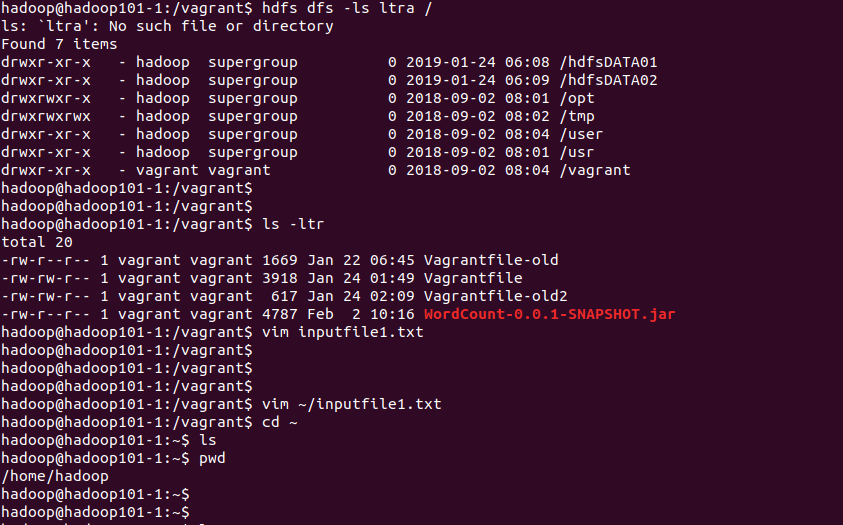 hadoop@hadoop101-1:/vagrant$ hdfs dfs -ls ltra /
ls: `ltra': No such file or directory
Found 7 items
drwxr-xr-x   - hadoop  supergroup          0 2019-01-24 06:08 /hdfsDATA01
drwxr-xr-x   - hadoop  supergroup          0 2019-01-24 06:09 /hdfsDATA02
drwxrwxr-x   - hadoop  supergroup          0 2018-09-02 08:01 /opt
drwxrwxrwx   - hadoop  supergroup          0 2018-09-02 08:02 /tmp
drwxr-xr-x   - hadoop  supergroup          0 2018-09-02 08:04 /user
drwxr-xr-x   - hadoop  supergroup          0 2018-09-02 08:01 /usr
drwxr-xr-x   - vagrant vagrant             0 2018-09-02 08:04 /vagrant
hadoop@hadoop101-1:/vagrant$
hadoop@hadoop101-1:/vagrant$
hadoop@hadoop101-1:/vagrant$ ls -ltr
total 20
-rw-r--r-- 1 vagrant vagrant 1669 Jan 22 06:45 Vagrantfile-old
-rw-rw-r-- 1 vagrant vagrant 3918 Jan 24 01:49 Vagrantfile
-rw-rw-r-- 1 vagrant vagrant  617 Jan 24 02:09 Vagrantfile-old2
-rw-r--r-- 1 vagrant vagrant 4787 Feb  2 10:16 WordCount-0.0.1-SNAPSHOT.jar
hadoop@hadoop101-1:/vagrant$ vim inputfile1.txt
hadoop@hadoop101-1:/vagrant$
hadoop@hadoop101-1:/vagrant$
hadoop@hadoop101-1:/vagrant$
hadoop@hadoop101-1:/vagrant$ vim ~/inputfile1.txt
hadoop@hadoop101-1:/vagrant$ cd ~
hadoop@hadoop101-1:~$ ls
hadoop@hadoop101-1:~$ pwd
/home/hadoop
hadoop@hadoop101-1:~$
hadoop@hadoop101-1:~$